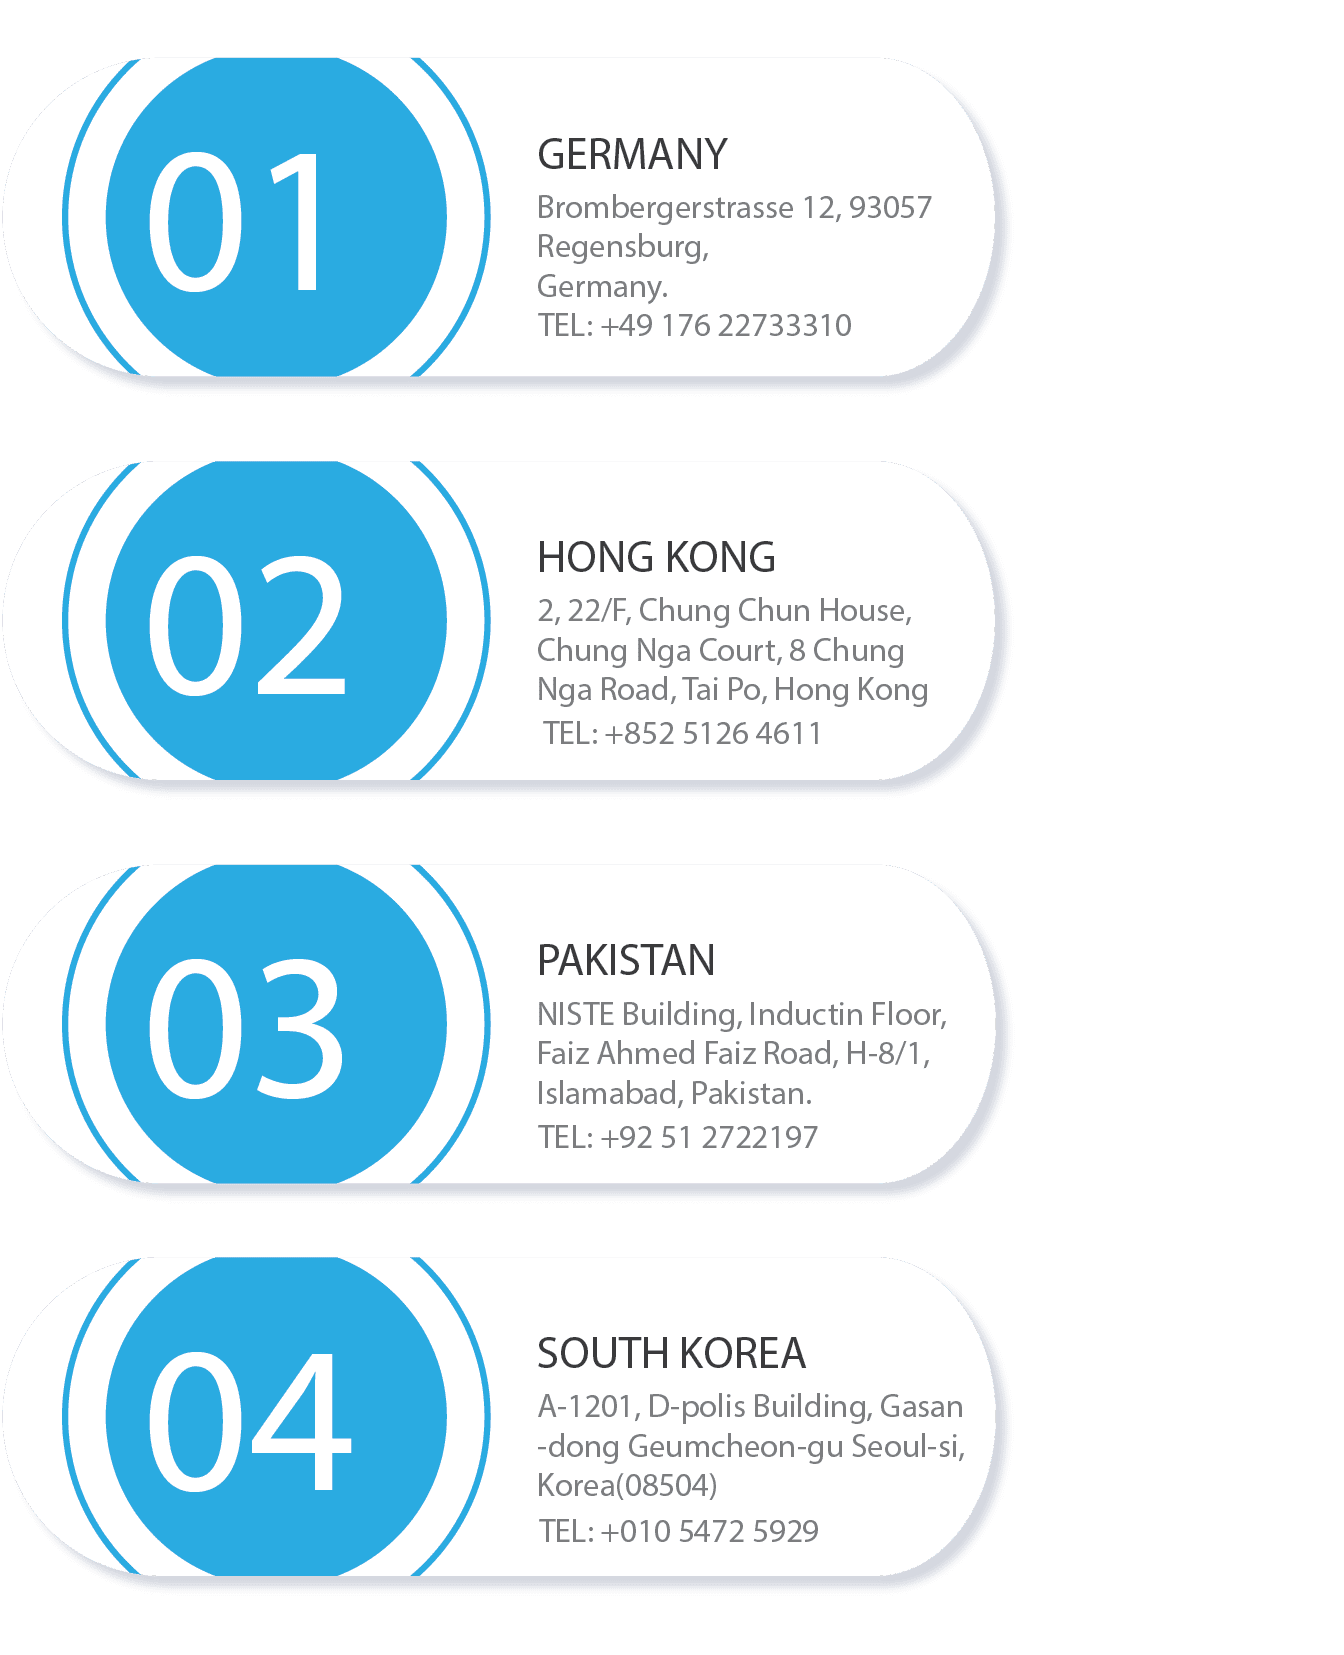 01
GERMANY
Brombergerstrasse 12, 93057
Regensburg,
Germany.
TEL: +49 176 22733310
02
HONG KONG
2, 22/F, Chung Chun House,
Chung Nga Court, 8 Chung
Nga Road, Tai Po, Hong Kong
TEL: +852 5126 4611
03
PAKISTAN
NISTE Building, Inductin Floor,
Faiz Ahmed Faiz Road, H-8/1,
Islamabad, Pakistan.
TEL: +92 51 2722197
04
SOUTH KOREA
A-1201, D-polis Building, Gasan
-dong Geumcheon-gu Seoul-si,
Korea(08504)
TEL: +010 5472 5929